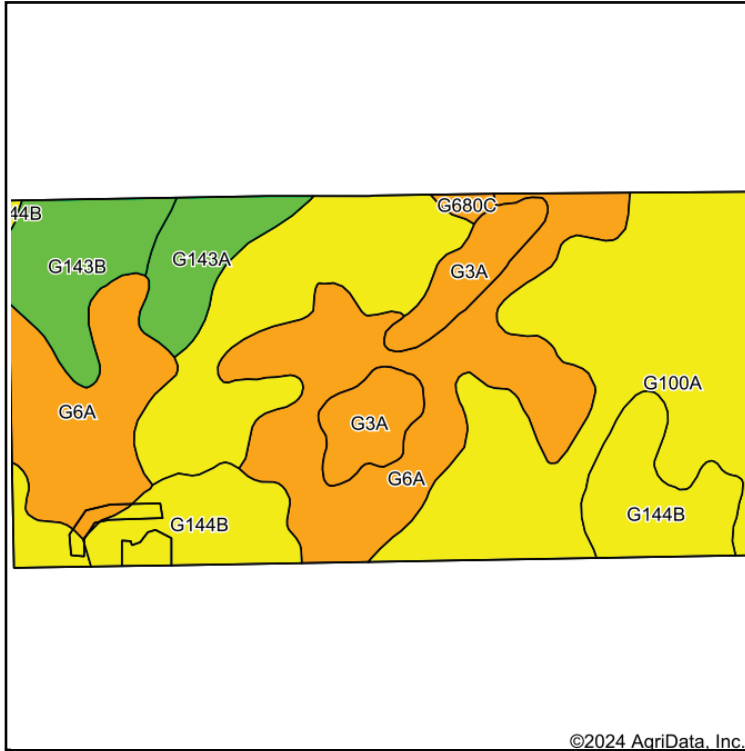 44B
G680C
G143B
G143A
G3A
G100A
G6A
G3A
G6A
G144B
G144B
©2024 AgriData, Inc.